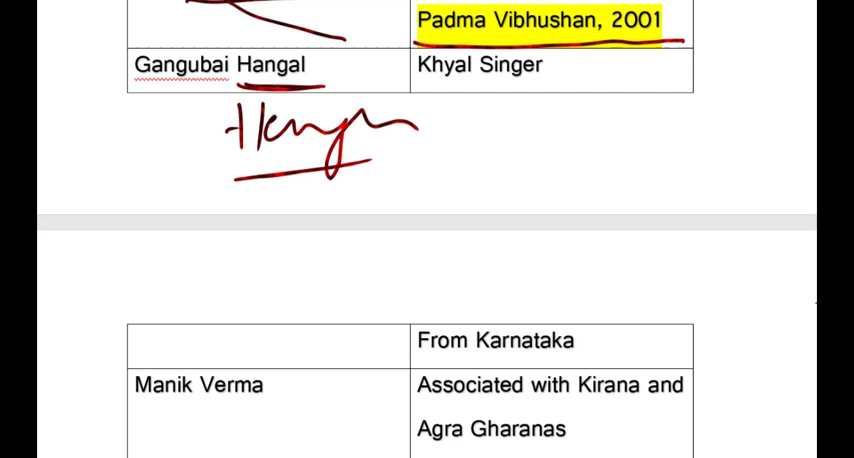 Padma Vibhushan, 2001
Gangubai Hangal Khyal Singer
From Karnataka
Manik Verma Associated with Kirana and
Agra Gharanas